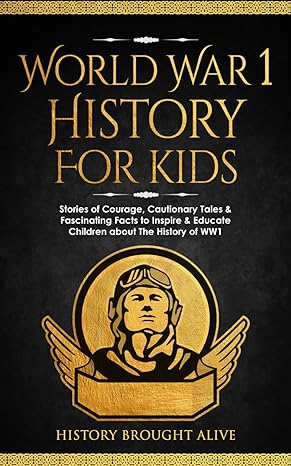 WORLD WAR 1
HISTORY
FOR KIDS
Stories of Courage, Cautionary Tales &
Fascinating Facts to Inspire & Educate
Children about The History of WW1
HISTORY BROUGHT ALIVE